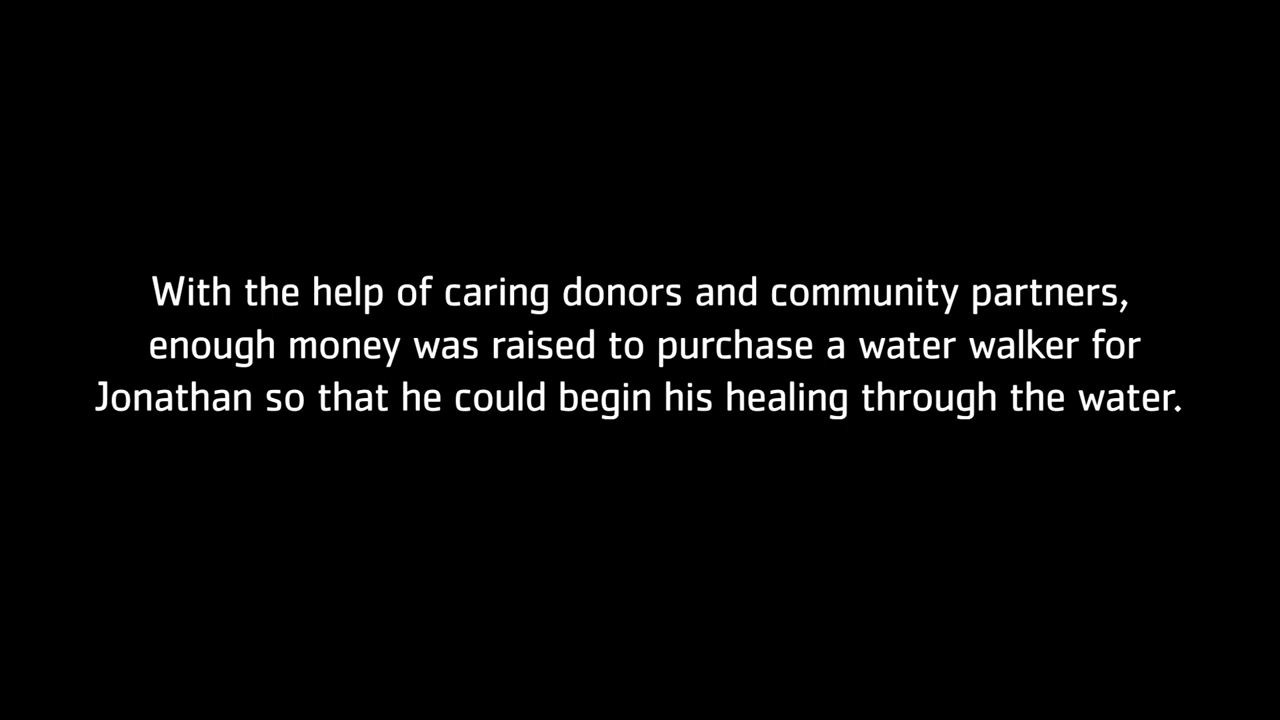 With the help of caring donors and community partners,
enough money was raised to purchase a water walker for
Jonathan so that he could begin his healing through the water.